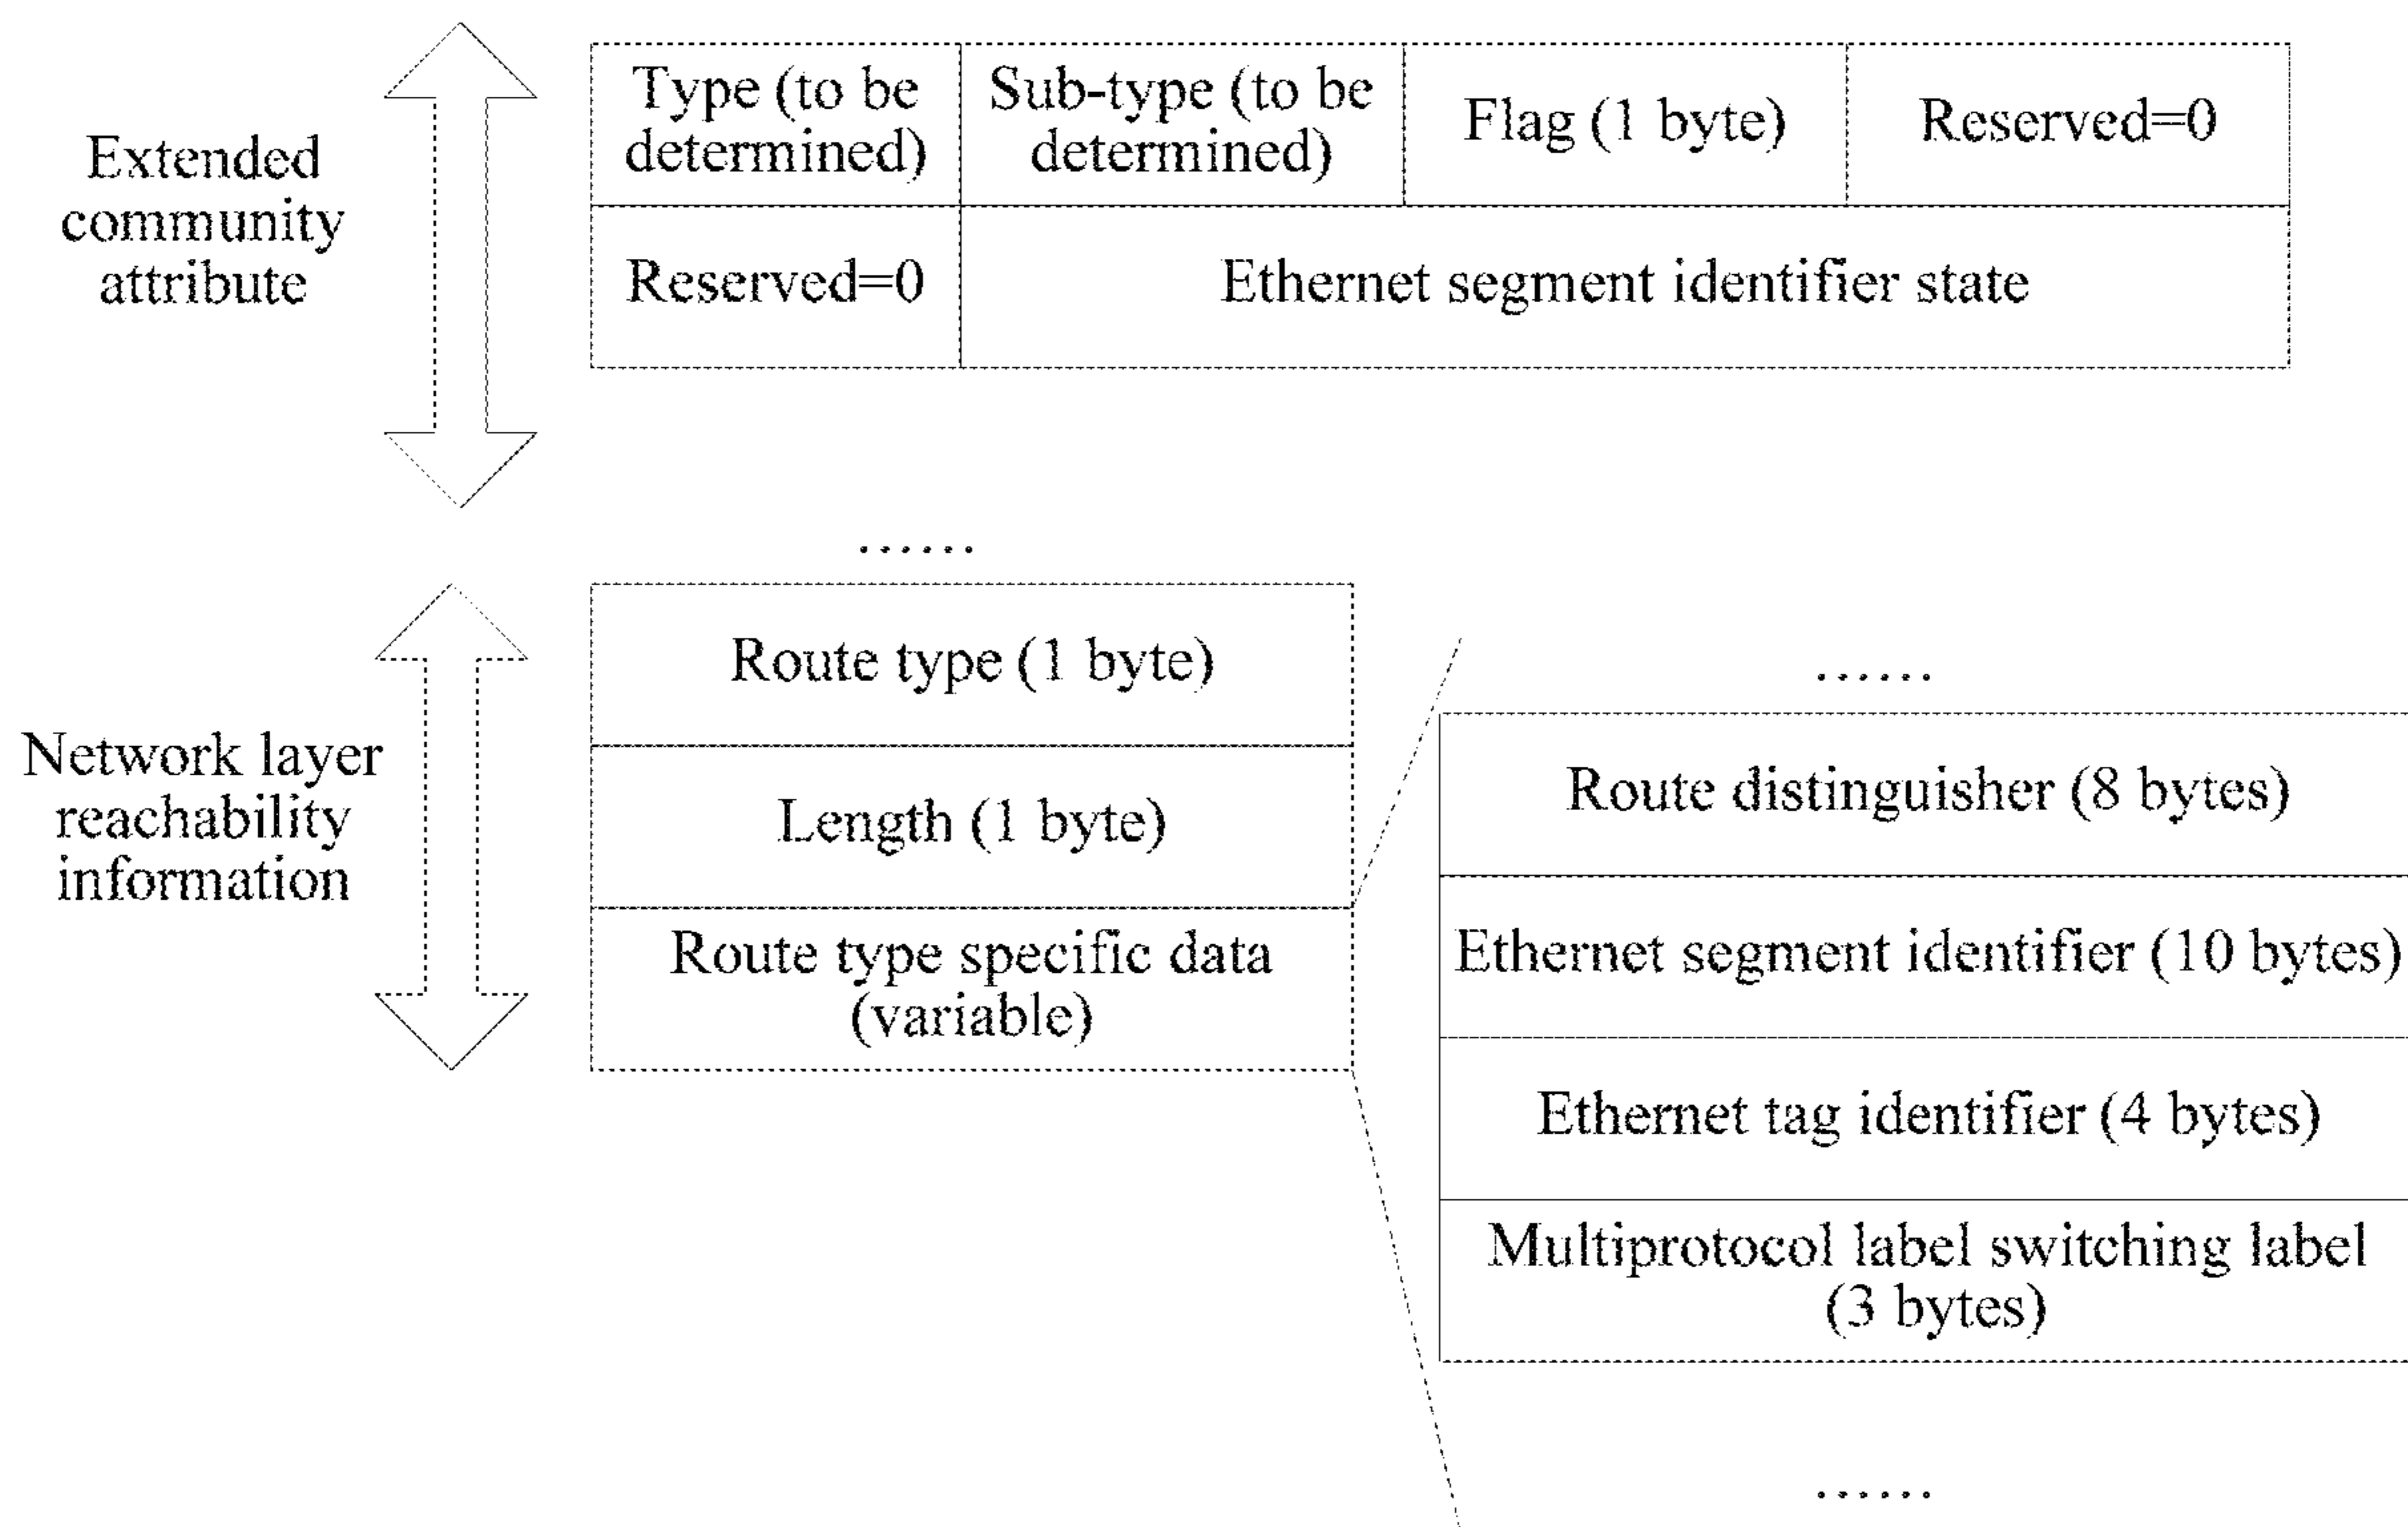 Extended
community
attribute
Type (to be
determined)
Sub-type (to be
determined)
Flag (1 byte)
Reserved=0
Reserved=0
Ethernet segment identifier state
......
Network layer
reachability
information
Route type (1 byte)
Length (1 byte)
Route type specific data
(variable)
......
Route distinguisher (8 bytes)
Ethernet segment identifier (10 bytes)
Ethernet tag identifier (4 bytes)
Multiprotocol label switching label
(3 bytes)
......